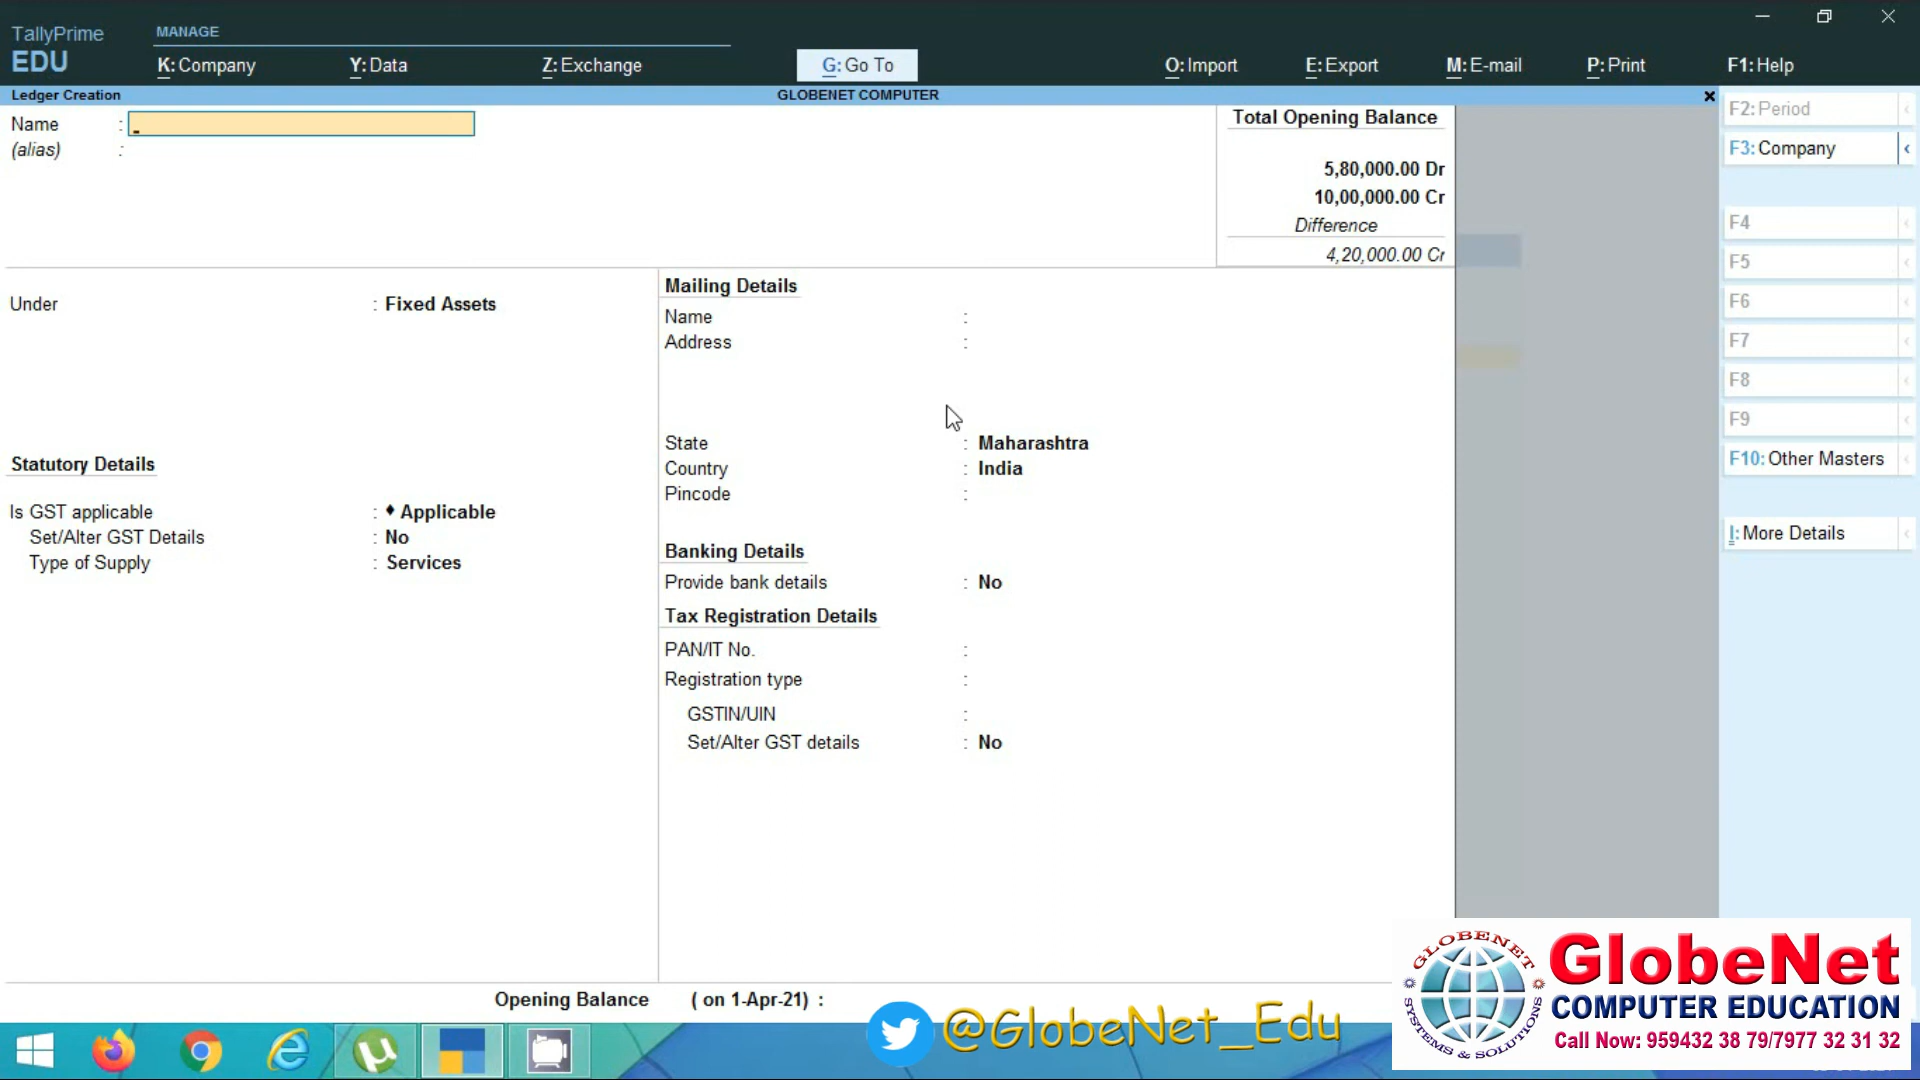 TallyPrime
EDU
MANAGE
K: Company
Y: Data
Z: Exchange
G: Go To
O: Import
E: Export
M: E-mail
P: Print
F1: Help
Ledger Creation
GLOBENET COMPUTER
Name :
(alias) :
Total Opening Balance
5,80,000.00 Dr
10,00,000.00 Cr
Difference
4,20,000.00 Cr
Under : Fixed Assets
Statutory Details
Is GST applicable : ♦ Applicable
Set/Alter GST Details : No
Type of Supply : Services
Mailing Details
Name :
Address :
State : Maharashtra
Country : India
Pincode :
Banking Details
Provide bank details : No
Tax Registration Details
PAN/IT No. :
Registration type :
GSTIN/UIN :
Set/Alter GST details : No
Opening Balance ( on 1-Apr-21) :
F2: Period
F3: Company
F4
F5
F6
F7
F8
F9
F10: Other Masters
I: More Details
@GlobeNet_Edu
GLOBENET
SYSTEMS & SOLUTIONS
GlobeNet
COMPUTER EDUCATION
Call Now: 959432 38 79/7977 32 31 32